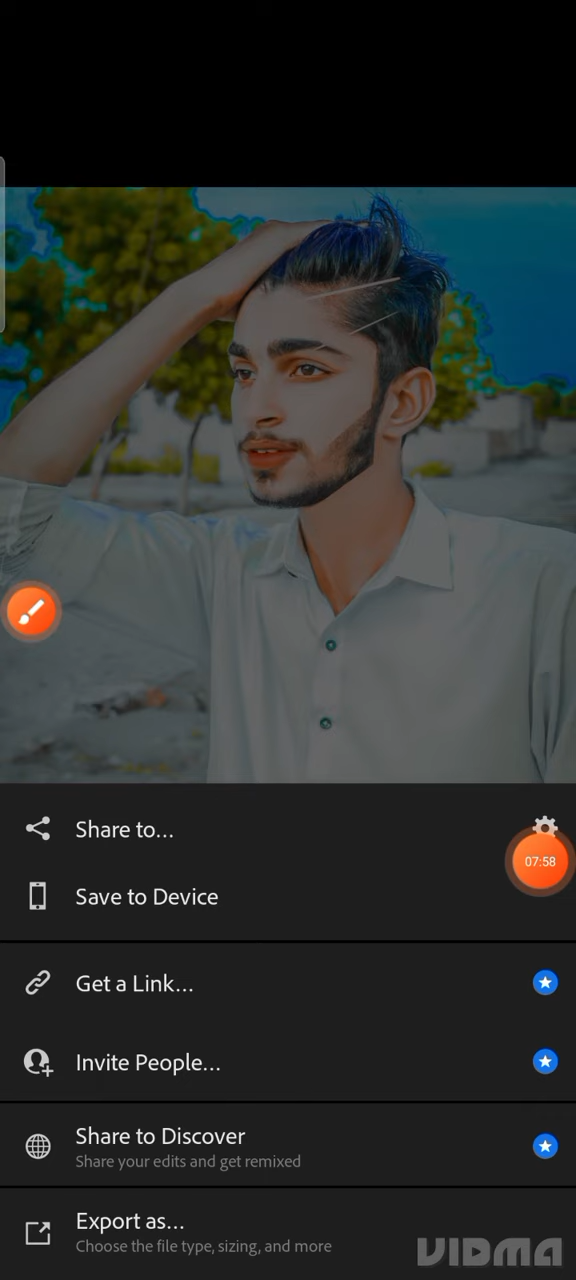 Share to...
07:58
Save to Device
Get a Link...
Invite People...
Share to Discover
Share your edits and get remixed
Export as...
Choose the file type, sizing, and more
VIDMA